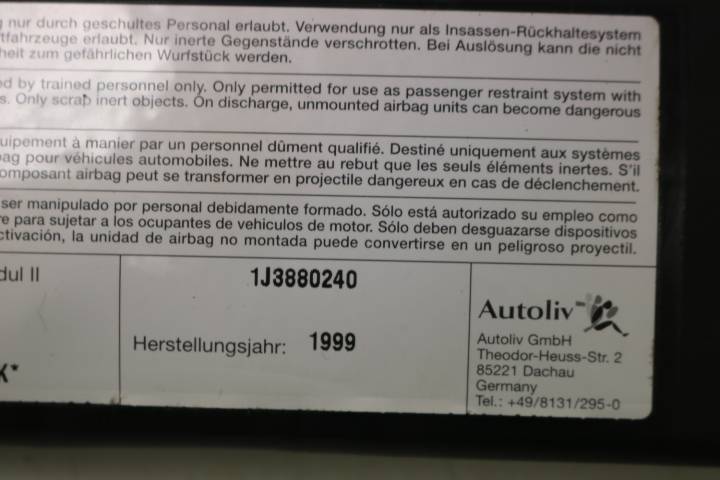 nur durch geschultes Personal erlaubt. Verwendung nur als Insassen-Rückhaltesystem
tfahrzeuge erlaubt. Nur inerte Gegenstände verschrotten. Bei Auslösung kann die nicht
heit zum gefährlichen Wurfstück werden.
ed by trained personnel only. Only permitted for use as passenger restraint system with
s. Only scrap inert objects. On discharge, unmounted airbag units can become dangerous
quipement à manier par un personnel dûment qualifié. Destiné uniquement aux systèmes
bag pour véhicules automobiles. Ne mettre au rebut que les seuls éléments inertes. S'il
omposant airbag peut se transformer en projectile dangereux en cas de déclenchement.
ser manipulado por personal debidamente formado. Sólo está autorizado su empleo como
e para sujetar a los ocupantes de vehiculos de motor. Sólo deben desguazarse dispositivos
ctivación, la unidad de airbag no montada puede convertirse en un peligroso proyectil.
dul II
1J3880240
Herstellungsjahr: 1999
K*
Autoliv
Autoliv GmbH
Theodor-Heuss-Str. 2
85221 Dachau
Germany
Tel.: +49/8131/295-0